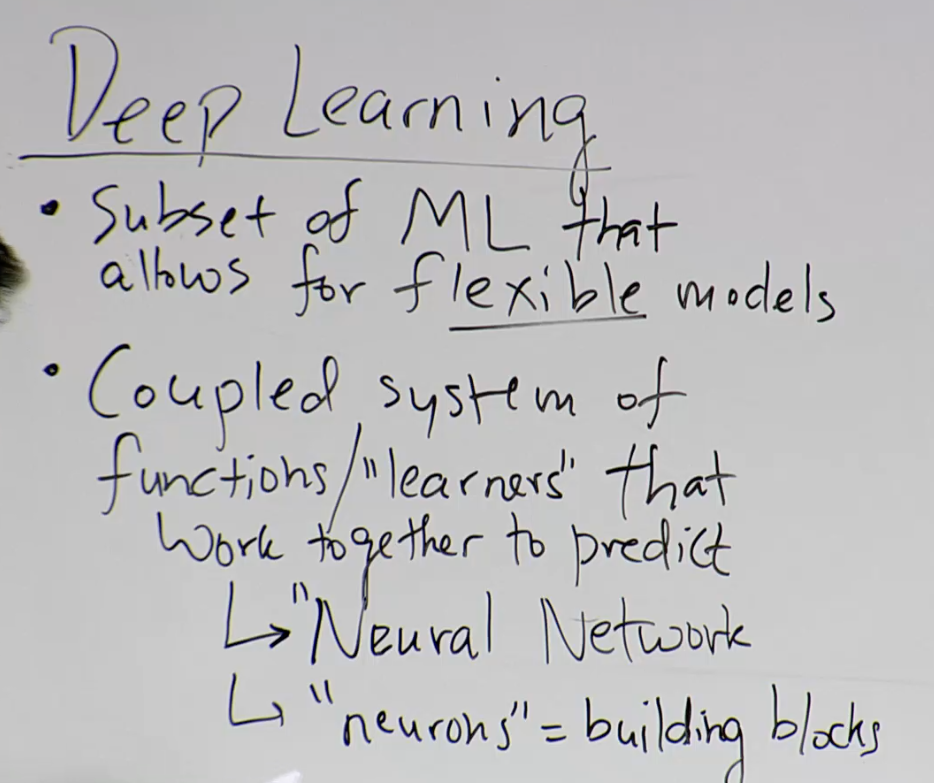 Deep Learning
• Subset of ML that
allows for flexible models
• Coupled system of
functions/"learners" that
work together to predict
↳ "Neural Network
↳ "neurons" = building blocks